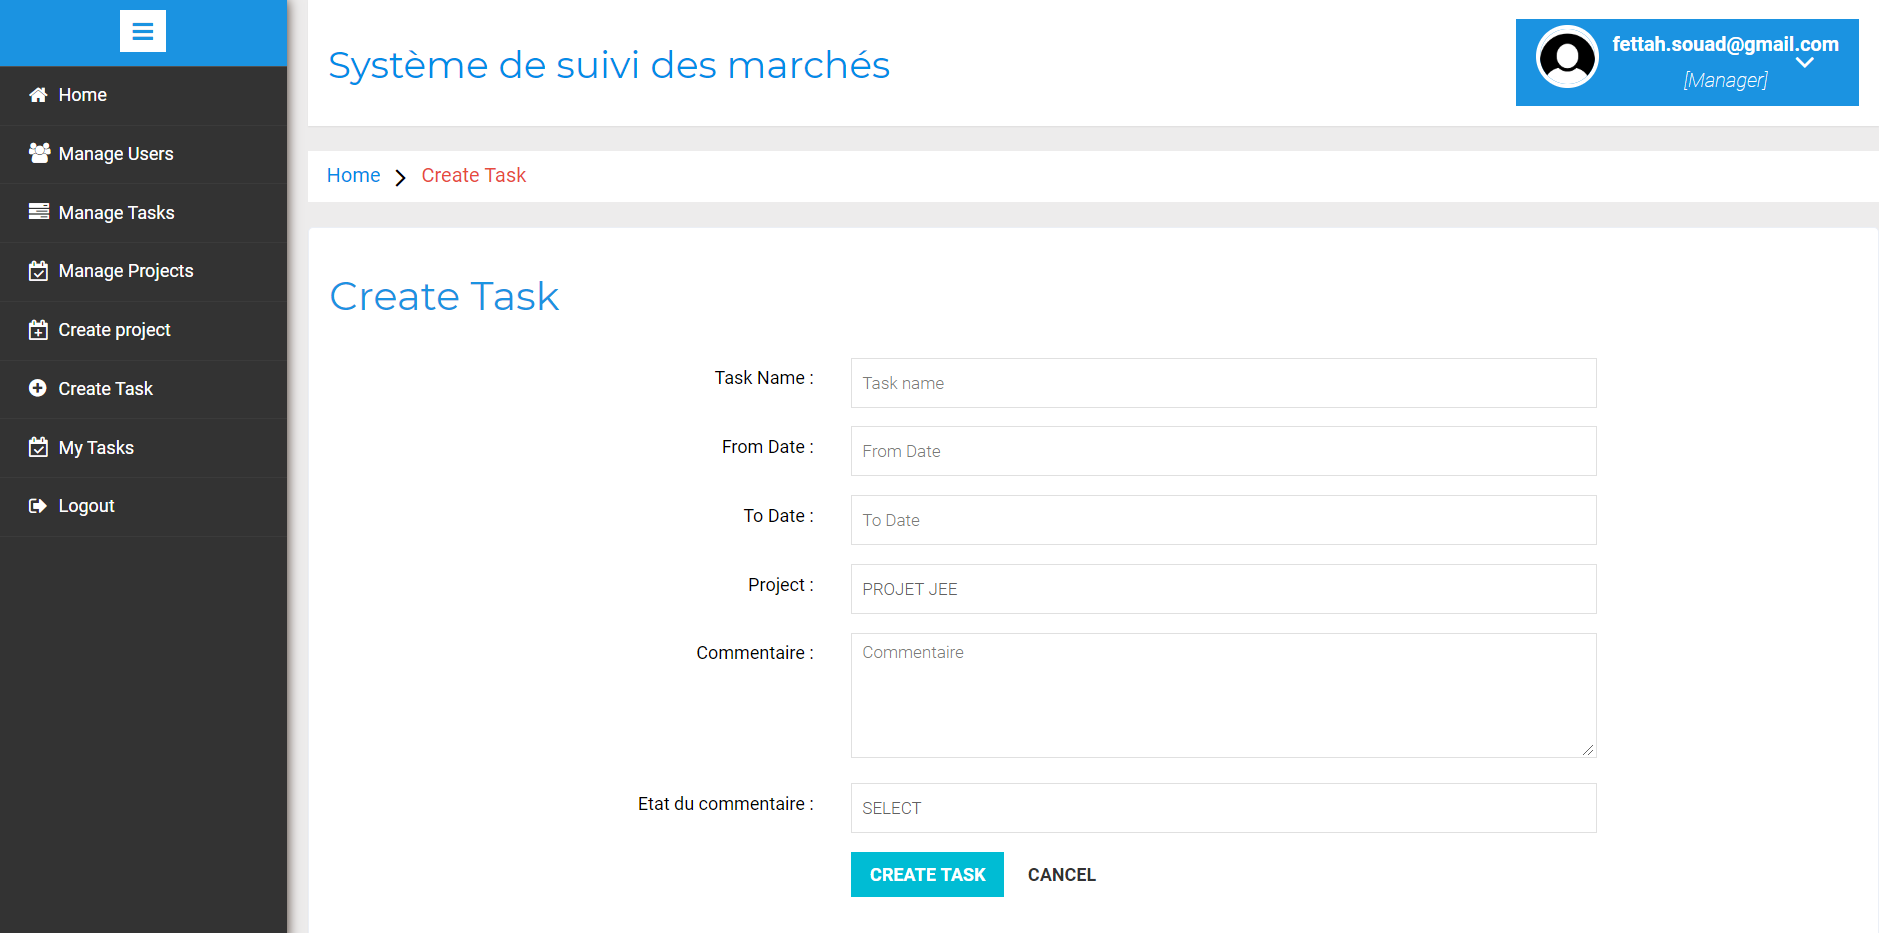 Home
Manage Users
Manage Tasks
Manage Projects
Create project
Create Task
My Tasks
Logout
Système de suivi des marchés
fettah.souad@gmail.com
[Manager]
Home Create Task
Create Task
Task Name : Task name
From Date : From Date
To Date : To Date
Project : PROJET JEE
Commentaire : Commentaire
Etat du commentaire : SELECT
CREATE TASK CANCEL